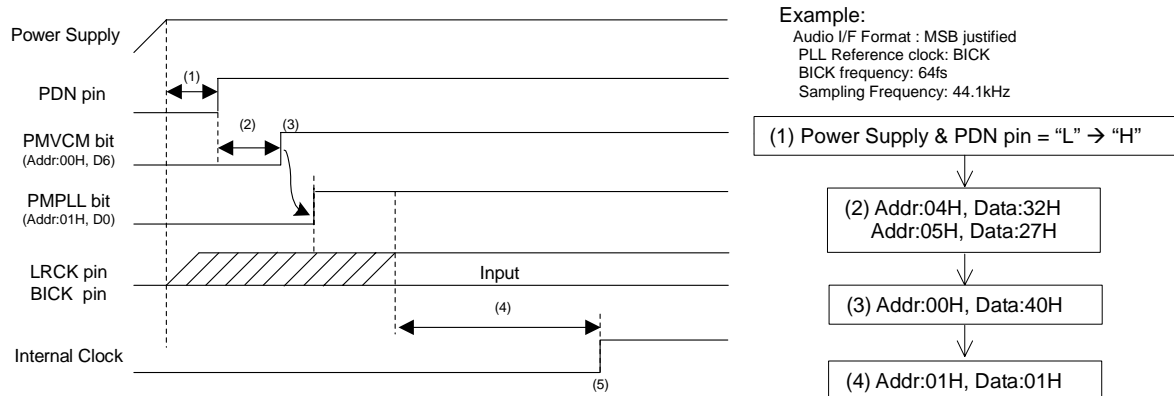 Power Supply
PDN pin
PMVCM bit
(Addr:00H, D6)
PMPLL bit
(Addr:01H, D0)
LRCK pin
BICK pin
Internal Clock
(1)
(2)
(3)
Input
(4)
(5)
Example:
Audio I/F Format : MSB justified
PLL Reference clock: BICK
BICK frequency: 64fs
Sampling Frequency: 44.1kHz
(1) Power Supply & PDN pin = “L” → “H”
(2) Addr:04H, Data:32H
Addr:05H, Data:27H
(3) Addr:00H, Data:40H
(4) Addr:01H, Data:01H